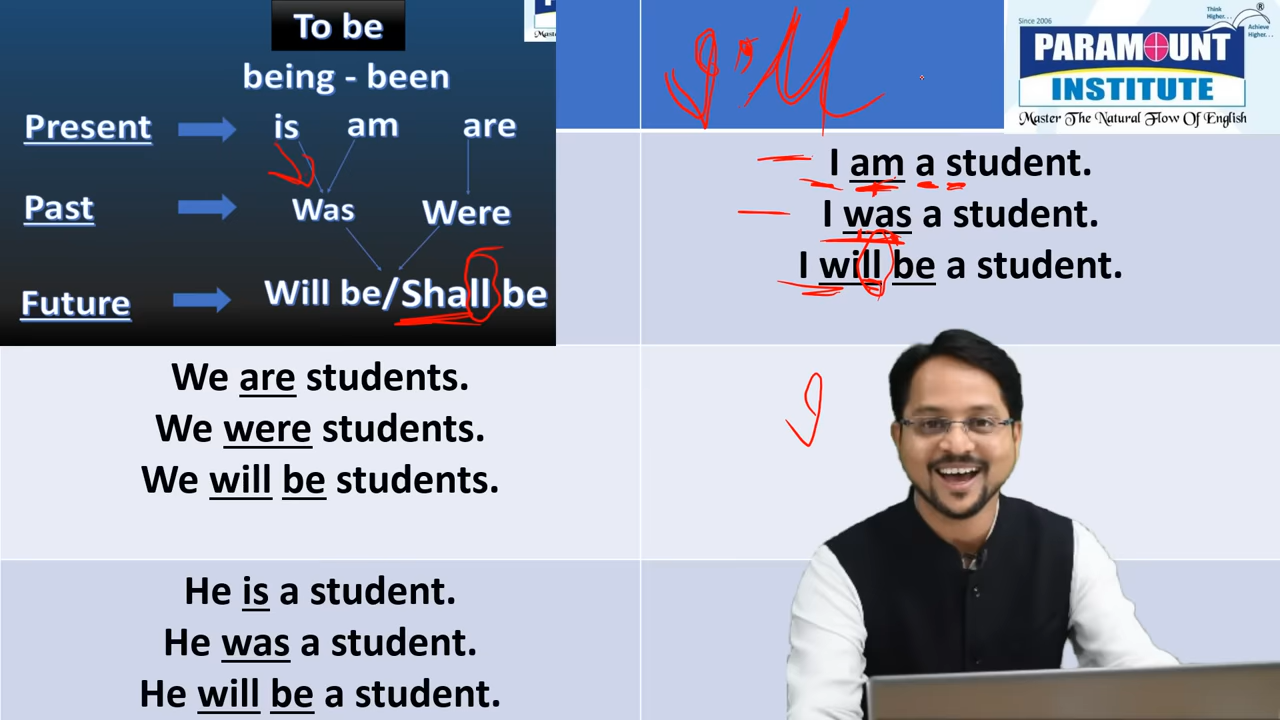 To be
being - been
Present is am are
Past Was Were
Future Will be/Shall be
Since 2006
Think Higher...
Achieve Higher...
PARAMOUNT
INSTITUTE
Master The Natural Flow Of English
I am a student.
I was a student.
I will be a student.
We are students.
We were students.
We will be students.
He is a student.
He was a student.
He will be a student.